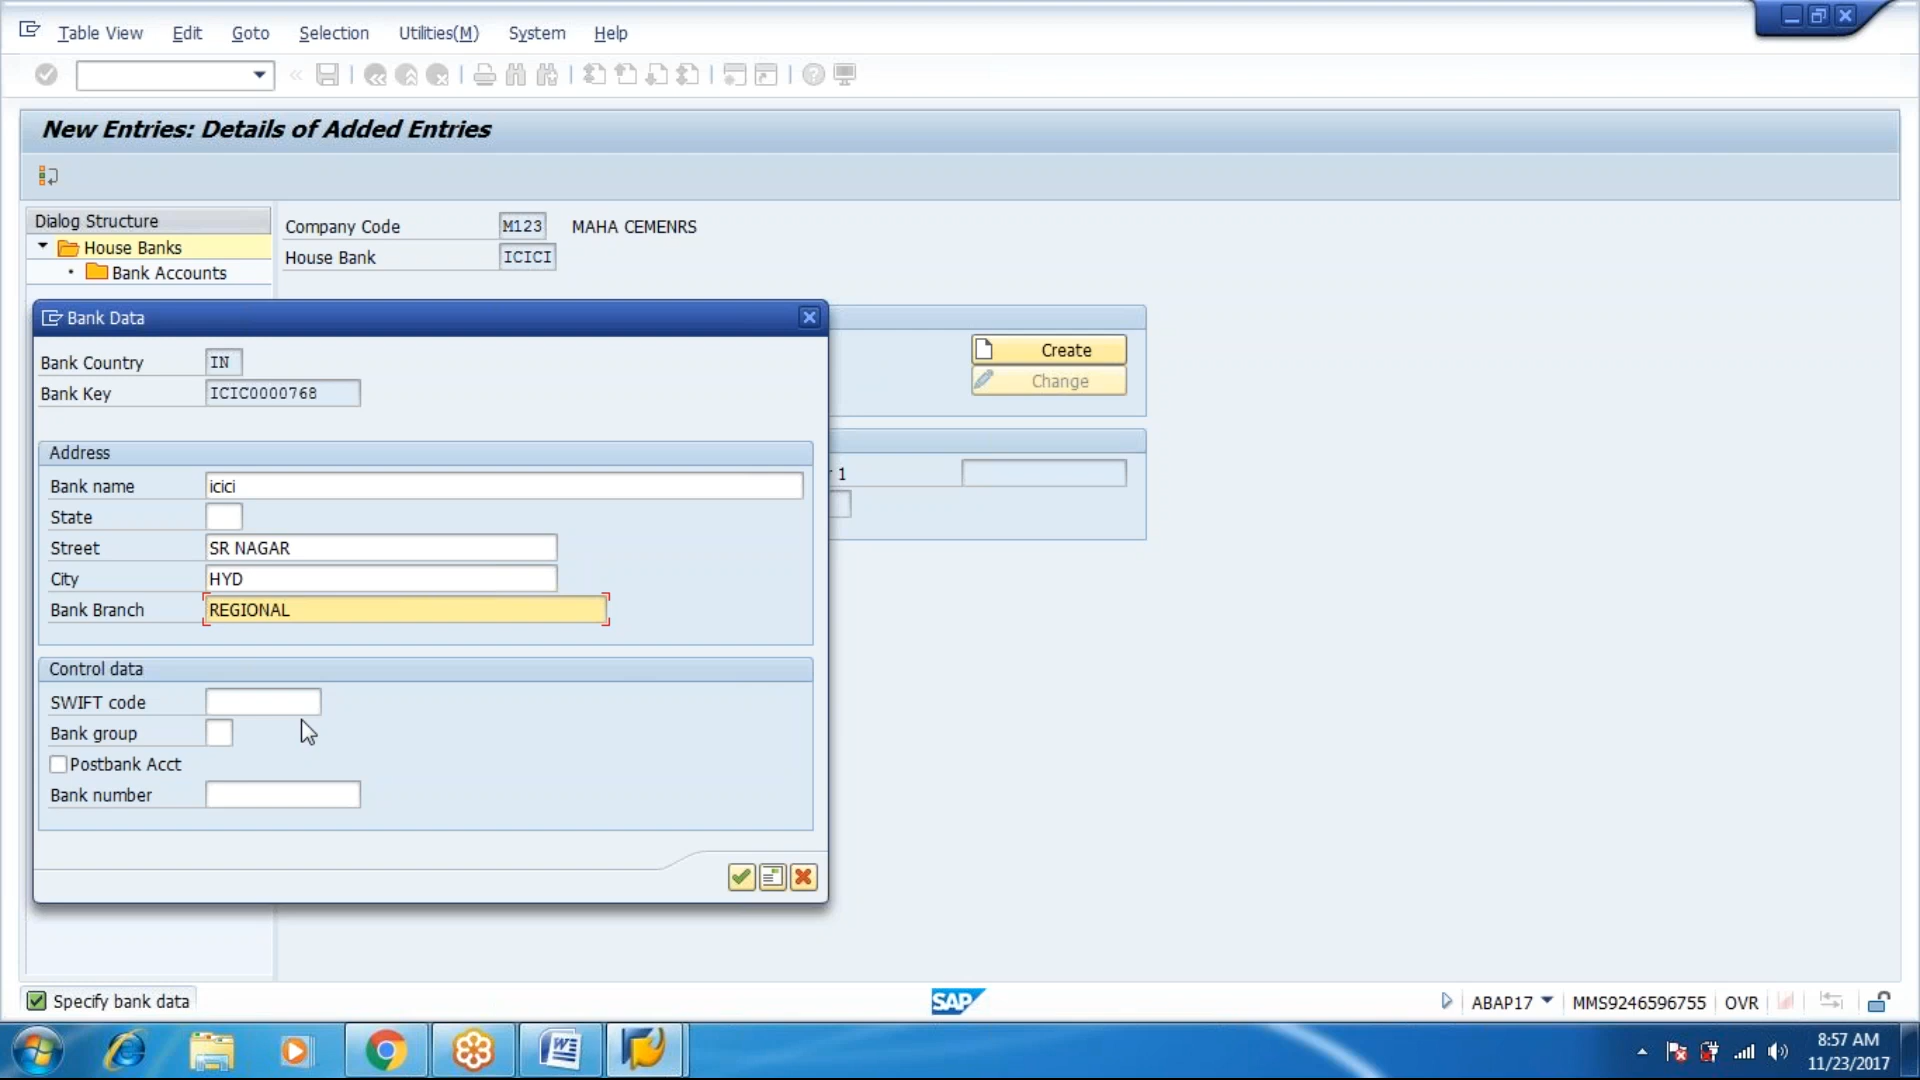 Table View Edit Goto Selection Utilities(M) System Help
New Entries: Details of Added Entries
Dialog Structure
House Banks
Bank Accounts
Company Code M123 MAHA CEMENRS
House Bank ICICI
Bank Data
Bank Country IN
Bank Key ICIC0000768
Create
Change
Address
Bank name icici
State
Street SR NAGAR
City HYD
Bank Branch REGIONAL
1
Control data
SWIFT code
Bank group
Postbank Acct
Bank number
Specify bank data
SAP
ABAP17 MMS9246596755 OVR
8:57 AM
11/23/2017